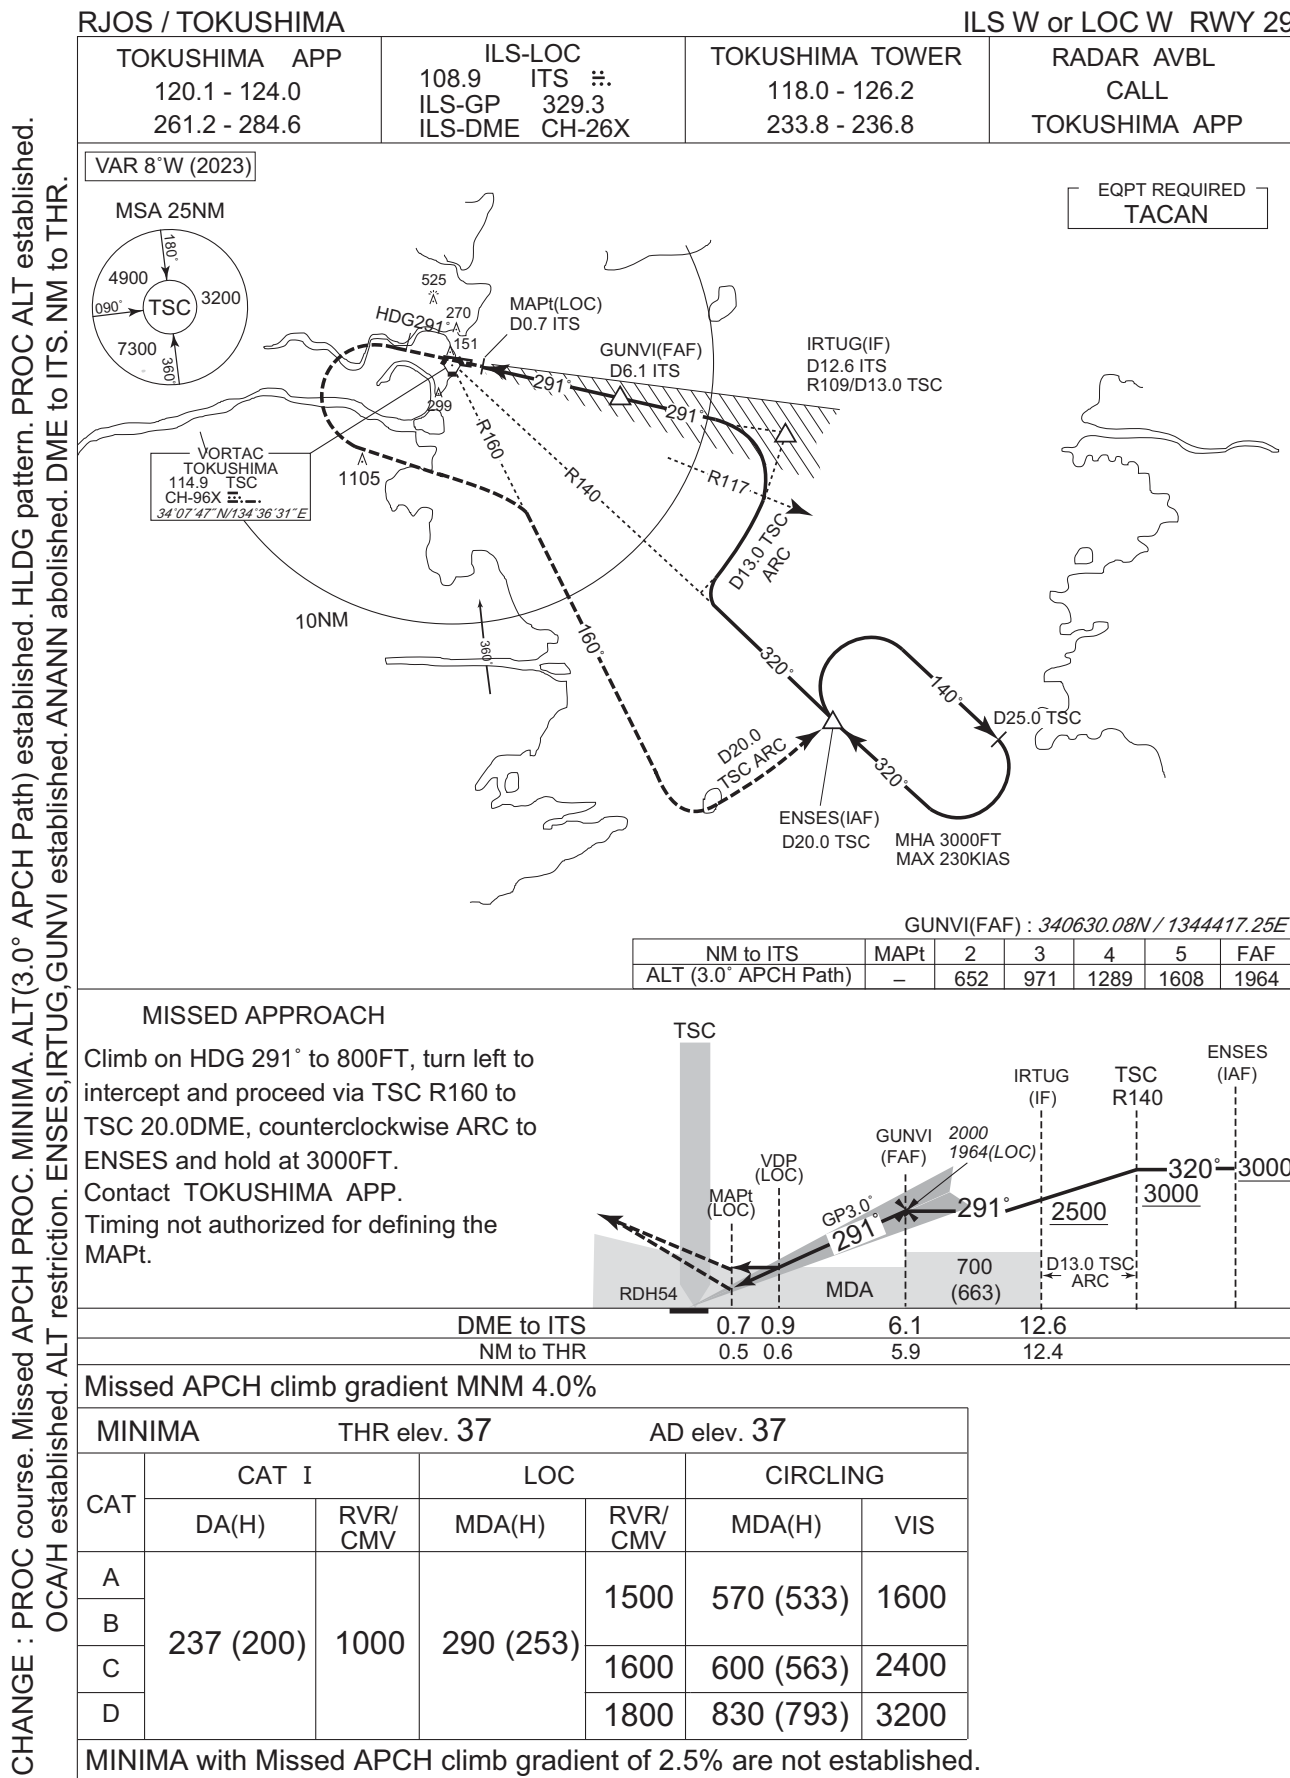 RJOS / TOKUSHIMA
ILS W or LOC W RWY 29
TOKUSHIMA APP
120.1 - 124.0
261.2 - 284.6
ILS-LOC
108.9 ITS
ILS-GP 329.3
ILS-DME CH-26X
TOKUSHIMA TOWER
118.0 - 126.2
233.8 - 236.8
RADAR AVBL
CALL
TOKUSHIMA APP
CHANGE : PROC course. Missed APCH PROC. MINIMA. ALT(3.0° APCH Path) established. HLDG pattern. PROC ALT established.
OCA/H established. ALT restriction. ENSES,IRTUG,GUNVI established. ANANN abolished. DME to ITS. NM to THR.
VAR 8°W (2023)
EQPT REQUIRED
TACAN
MSA 25NM
180°
4900
3200
090°
TSC
7300
360°
525
HDG291°
270
151
299
1105
MAPt(LOC)
D0.7 ITS
GUNVI(FAF)
D6.1 ITS
IRTUG(IF)
D12.6 ITS
R109/D13.0 TSC
291°
291°
R160
R140
R117
VORTAC
TOKUSHIMA
114.9 TSC
CH-96X
34°07′47″N/134°36′31″E
D13.0 TSC
ARC
10NM
360°
160°
320°
140°
D25.0 TSC
D20.0
TSC ARC
320°
ENSES(IAF)
D20.0 TSC
MHA 3000FT
MAX 230KIAS
GUNVI(FAF) : 340630.08N / 1344417.25E
NM to ITS MAPt 2 3 4 5 FAF
ALT (3.0° APCH Path) – 652 971 1289 1608 1964
MISSED APPROACH
Climb on HDG 291° to 800FT, turn left to
intercept and proceed via TSC R160 to
TSC 20.0DME, counterclockwise ARC to
ENSES and hold at 3000FT.
Contact TOKUSHIMA APP.
Timing not authorized for defining the
MAPt.
TSC
ENSES
(IAF)
IRTUG
(IF)
TSC
R140
GUNVI
(FAF)
2000
1964(LOC)
VDP
(LOC)
MAPt
(LOC)
GP3.0°
291°
291°
320°
3000
3000
2500
RDH54
MDA
700
(663)
D13.0 TSC
ARC
DME to ITS 0.7 0.9 6.1 12.6
NM to THR 0.5 0.6 5.9 12.4
Missed APCH climb gradient MNM 4.0%
MINIMA THR elev. 37 AD elev. 37
CAT
CAT I LOC CIRCLING
DA(H) RVR/CMV MDA(H) RVR/CMV MDA(H) VIS
A
B
C
D
237 (200) 1000 290 (253)
1500 570 (533) 1600
1600 600 (563) 2400
1800 830 (793) 3200
MINIMA with Missed APCH climb gradient of 2.5% are not established.